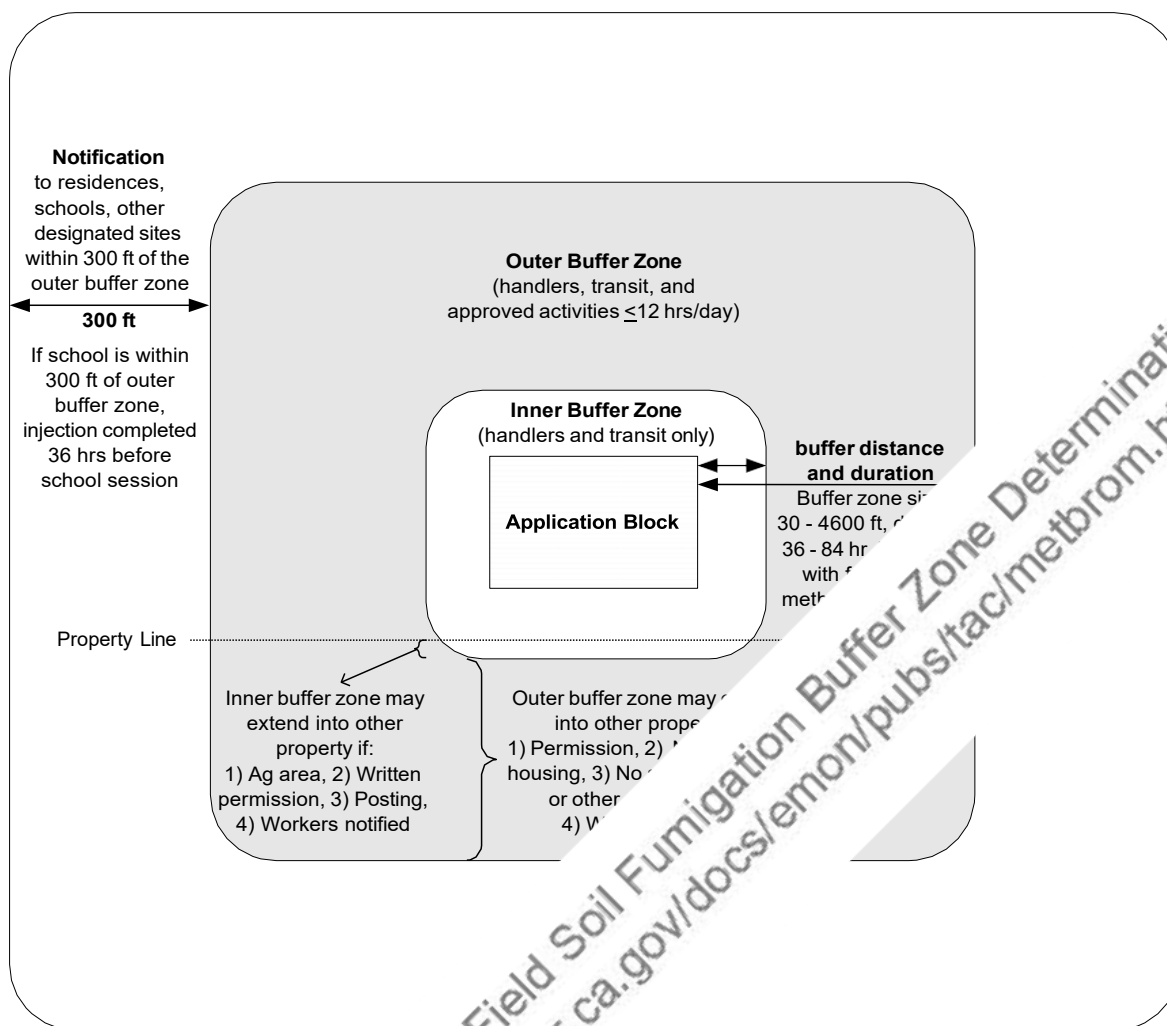 Notification
to residences,
schools, other
designated sites
within 300 ft of the
outer buffer zone
300 ft
If school is within
300 ft of outer
buffer zone,
injection completed
36 hrs before
school session
Outer Buffer Zone
(handlers, transit, and
approved activities <12 hrs/day)
Inner Buffer Zone
(handlers and transit only)
Application Block
buffer distance
and duration
Buffer zone
30 - 4600 ft,
36 - 84 hr
with
Property Line
Inner buffer zone may
extend into other
property if:
1) Ag area, 2) Written
permission, 3) Posting,
4) Workers notified
Outer buffer zone may
into other
1) Permission, 2)
housing, 3) No
or other
4)
Field Soil Fumigation Buffer Zone
ca.gov/docs/emon/pubs/tac/metbrom.